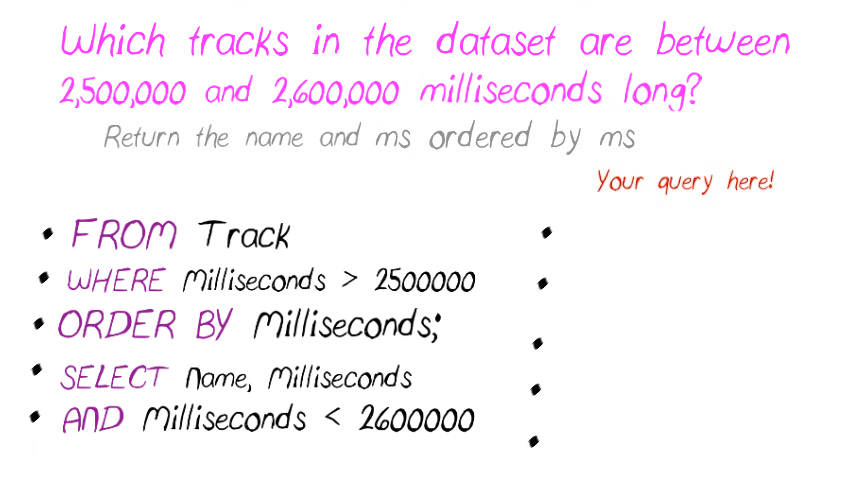 Which tracks in the dataset are between
2,500,000 and 2,600,000 milliseconds long?
Return the name and ms ordered by ms
Your query here!
• FROM Track
• WHERE Milliseconds > 2500000
• ORDER BY Milliseconds;
• SELECT Name, Milliseconds
• AND Milliseconds < 2600000